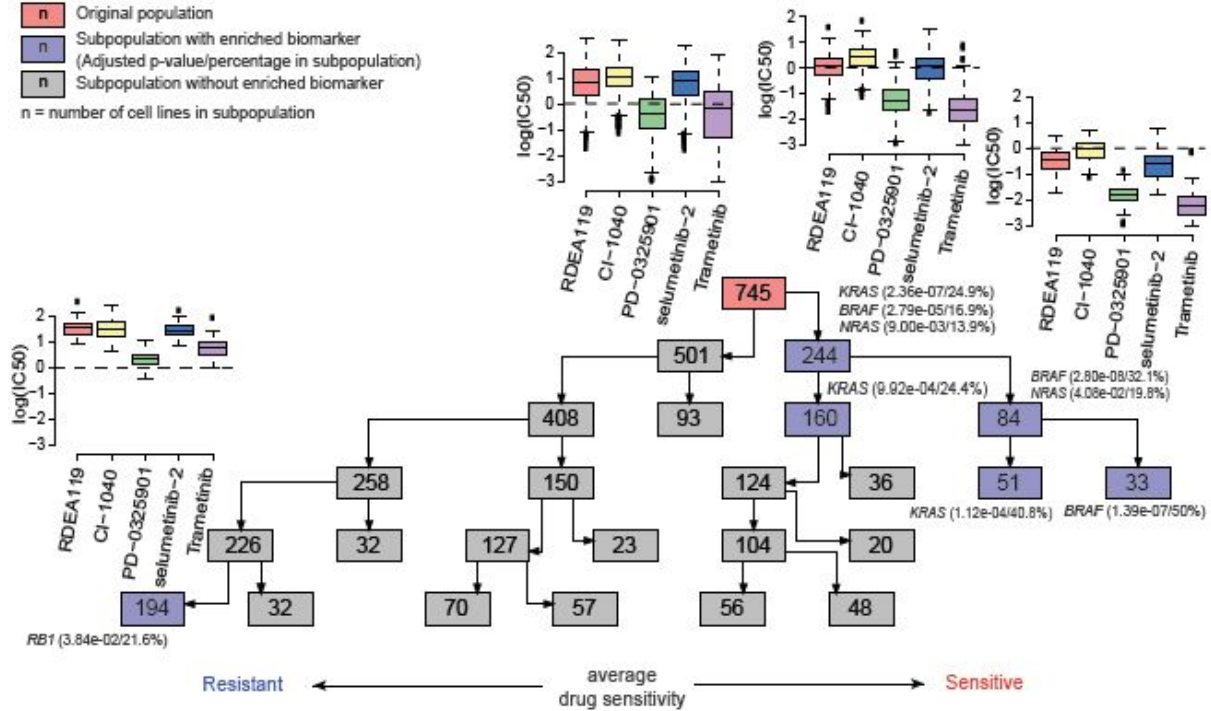 n Original population
n Subpopulation with enriched biomarker
(Adjusted p-value/percentage in subpopulation)
n Subpopulation without enriched biomarker
n = number of cell lines in subpopulation
log(IC50)
2
1
0
−1
−2
−3
RDEA119
CI−1040
PD−0325901
selumetinib−2
Trametinib
log(IC50)
2
1
0
−1
−2
−3
RDEA119
CI−1040
PD−0325901
selumetinib−2
Trametinib
log(IC50)
2
1
0
−1
−2
−3
RDEA119
CI−1040
PD−0325901
selumetinib−2
Trametinib
log(IC50)
2
1
0
−1
−2
−3
RDEA119
CI−1040
PD−0325901
selumetinib−2
Trametinib
745
KRAS (2.36e-07/24.9%)
BRAF (2.79e-05/16.9%)
NRAS (9.00e-03/13.9%)
501 244
BRAF (2.80e-08/32.1%)
NRAS (4.08e-02/19.8%)
KRAS (9.92e-04/24.4%)
408 93 160 84
258 150 124 36 51 33
KRAS (1.12e-04/40.8%) BRAF (1.39e-07/50%)
226 32 127 23 104 20
194 32 70 57 56 48
RB1 (3.84e-02/21.6%)
Resistant average Sensitive
drug sensitivity